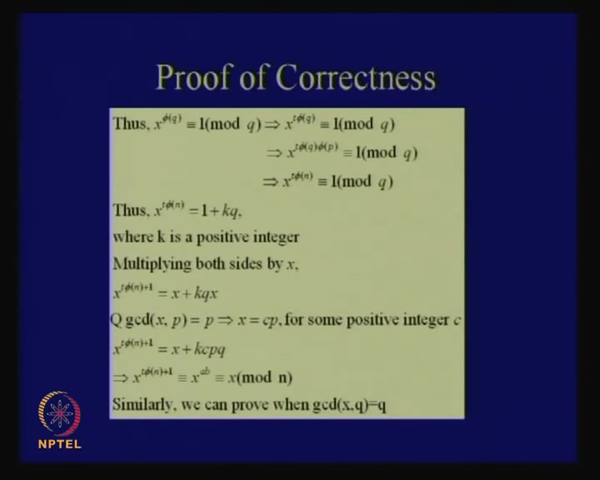 Proof of Correctness
Thus, x^{ϕ(q)} ≡ 1(mod q) ⇒ x^{tϕ(q)} ≡ 1(mod q)
⇒ x^{tϕ(q)ϕ(p)} ≡ 1(mod q)
⇒ x^{tϕ(n)} ≡ 1(mod q)
Thus, x^{tϕ(n)} = 1 + kq,
where k is a positive integer
Multiplying both sides by x,
x^{tϕ(n)+1} = x + kqx
Q gcd(x, p) = p ⇒ x = cp, for some positive integer c
x^{tϕ(n)+1} = x + kcpq
⇒ x^{tϕ(n)+1} ≡ x^{ab} ≡ x(mod n)
Similarly, we can prove when gcd(x,q)=q
NPTEL